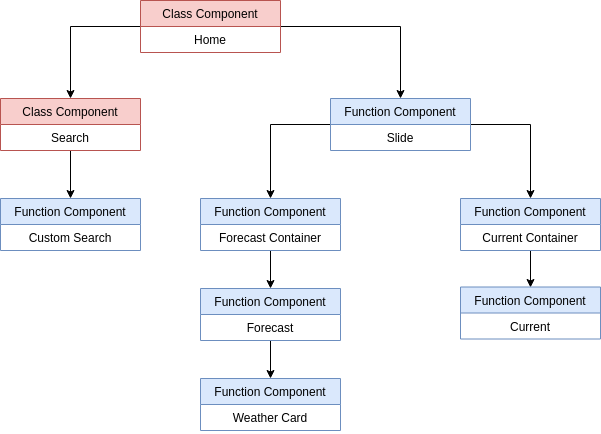 Class Component
Home
Class Component
Search
Function Component
Slide
Function Component
Custom Search
Function Component
Forecast Container
Function Component
Current Container
Function Component
Forecast
Function Component
Current
Function Component
Weather Card